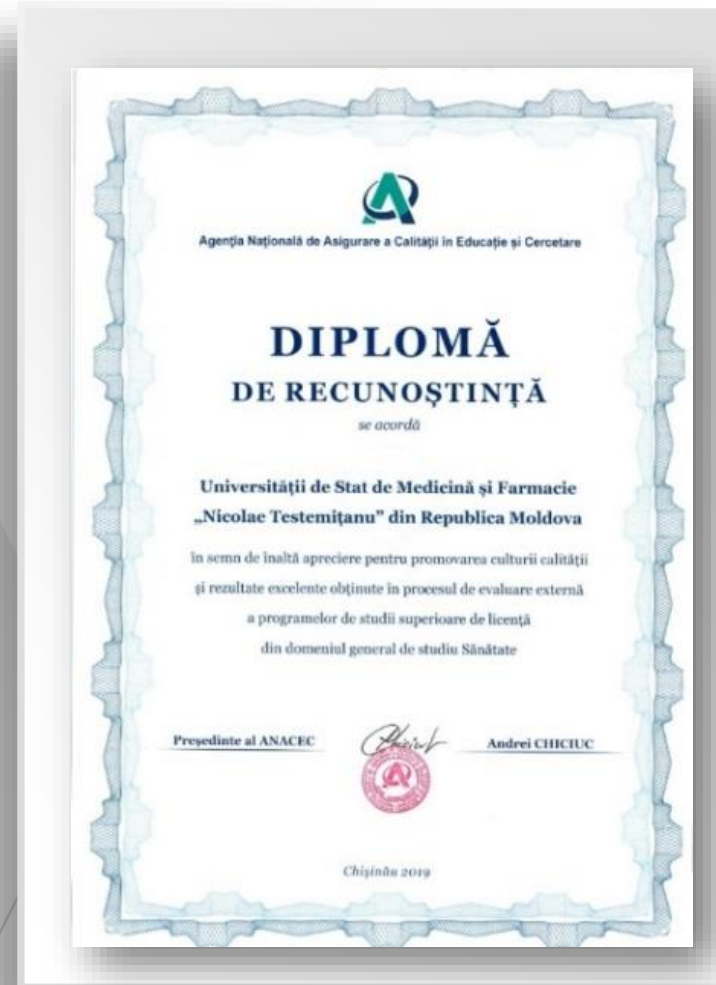 Agenția Națională de Asigurare a Calității în Educație și Cercetare
DIPLOMĂ
DE RECUNOȘTINȚĂ
se acordă
Universității de Stat de Medicină și Farmacie
„Nicolae Testemițanu” din Republica Moldova
în semn de înaltă apreciere pentru promovarea culturii calității
și rezultate excelente obținute în procesul de evaluare externă
a programelor de studii superioare de licență
din domeniul general de studiu Sănătate
Președinte al ANACEC
Andrei CHICIUC
Chișinău 2019